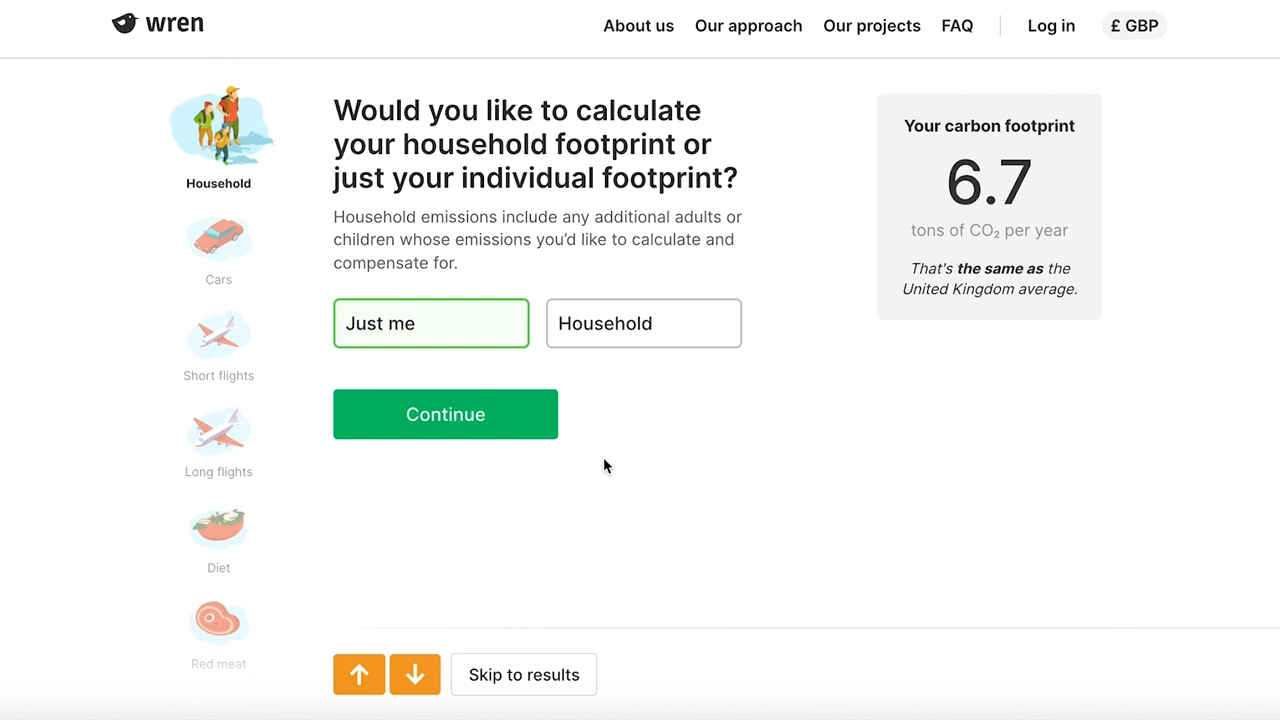 wren
About us
Our approach
Our projects
FAQ
Log in
£ GBP
Household
Cars
Short flights
Long flights
Diet
Red meat
Would you like to calculate
your household footprint or
just your individual footprint?
Household emissions include any additional adults or
children whose emissions you’d like to calculate and
compensate for.
Just me
Household
Continue
Skip to results
Your carbon footprint
6.7
tons of CO₂ per year
That's the same as the
United Kingdom average.